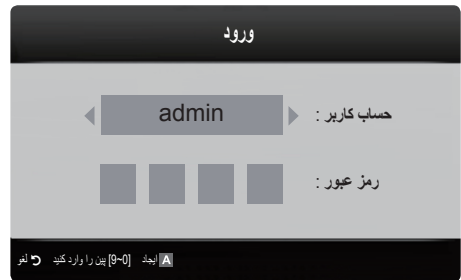 ورود
حساب کاربر : admin
رمز عبور :
A ایجاد [0~9] پین را وارد کنید لغو